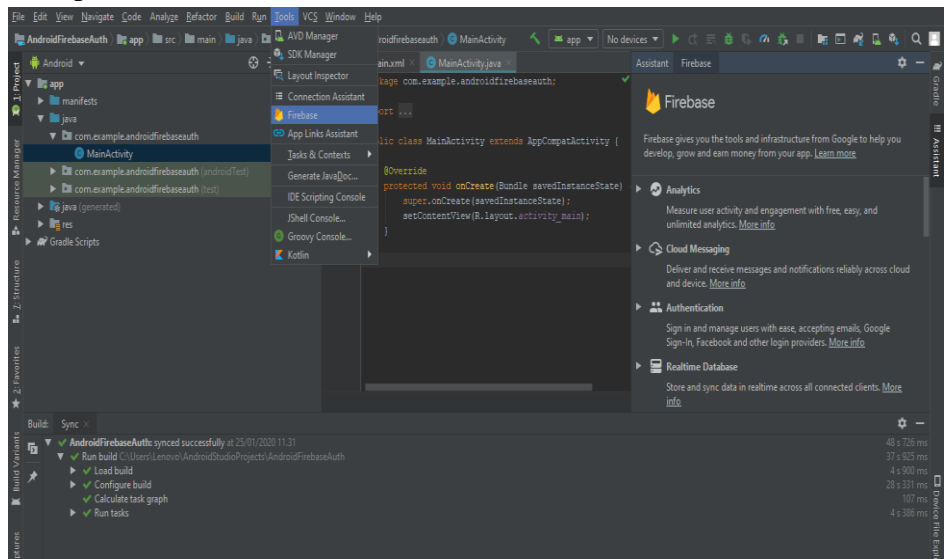 File Edit View Navigate Code Analyze Refactor Build Run Tools VCS Window Help
AndroidFirebaseAuth app src main java
roidfirebaseauth MainActivity app No devices
Android
app
manifests
java
com.example.androidfirebaseauth
MainActivity
com.example.androidfirebaseauth (androidTest)
com.example.androidfirebaseauth (test)
java (generated)
res
Gradle Scripts
AVD Manager
SDK Manager
Layout Inspector
Connection Assistant
Firebase
App Links Assistant
Tasks & Contexts
Generate JavaDoc...
IDE Scripting Console
JShell Console...
Groovy Console...
Kotlin
ain.xml MainActivity.java
kage com.example.androidfirebaseauth;
ort ...
lic class MainActivity extends AppCompatActivity {
@Override
protected void onCreate(Bundle savedInstanceState)
super.onCreate(savedInstanceState);
setContentView(R.layout.activity_main);
}
Assistant Firebase
Firebase
Firebase gives you the tools and infrastructure from Google to help you
develop, grow and earn money from your app. Learn more
Analytics
Measure user activity and engagement with free, easy, and
unlimited analytics. More info
Cloud Messaging
Deliver and receive messages and notifications reliably across cloud
and device. More info
Authentication
Sign in and manage users with ease, accepting emails, Google
Sign-In, Facebook and other login providers. More info
Realtime Database
Store and sync data in realtime across all connected clients. More
info
Build: Sync
AndroidFirebaseAuth: synced successfully at 25/01/2020 11.31 48 s 726 ms
Run build C:\Users\Lenovo\AndroidStudioProjects\AndroidFirebaseAuth 37 s 925 ms
Load build 4 s 900 ms
Configure build 28 s 331 ms
Calculate task graph 107 ms
Run tasks 4 s 386 ms
1: Project
Resource Manager
Z: Structure
2: Favorites
Build Variants
ptures
Gradle
Assistant
Device File Expl